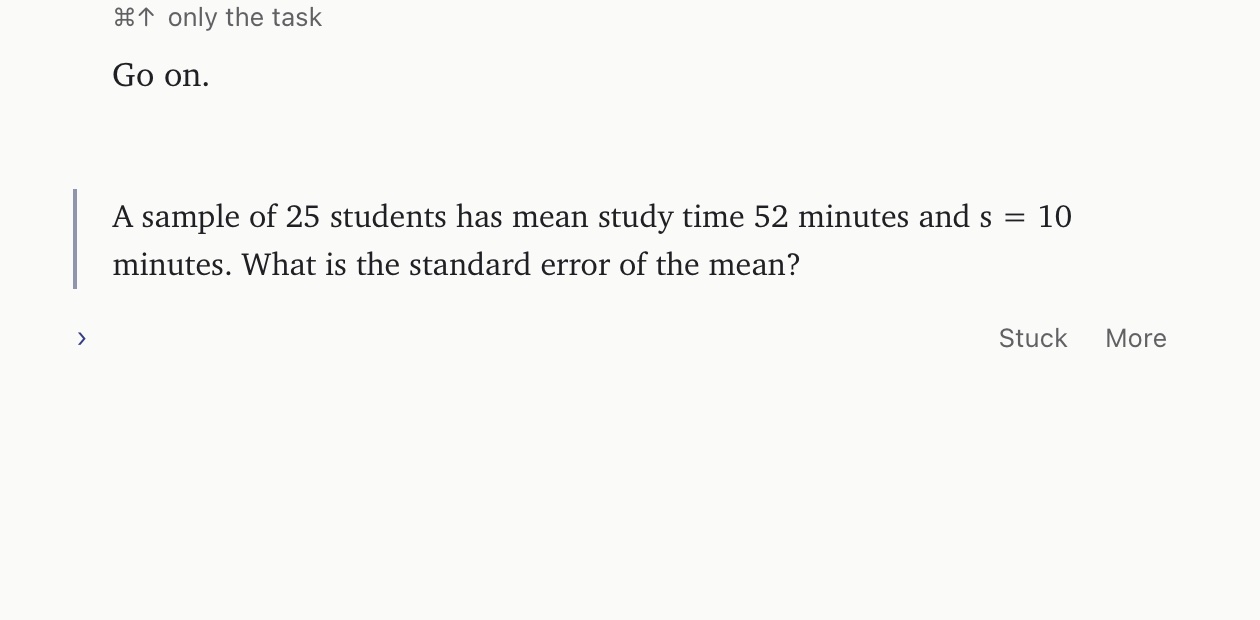 ⌘↑ only the task
Go on.
A sample of 25 students has mean study time 52 minutes and s = 10
minutes. What is the standard error of the mean?
› Stuck More